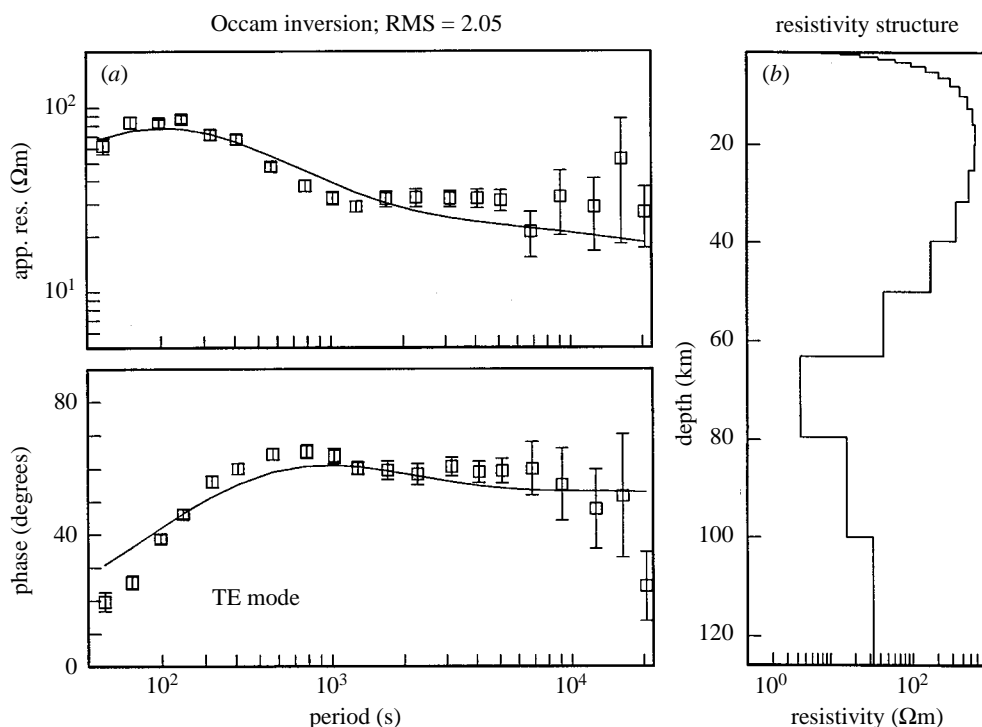 Occam inversion; RMS = 2.05
resistivity structure
(a)
10²
10¹
app. res. (Ωm)
80
40
0
phase (degrees)
TE mode
10²
10³
10⁴
period (s)
(b)
20
40
60
80
100
120
depth (km)
10⁰
10²
resistivity (Ωm)